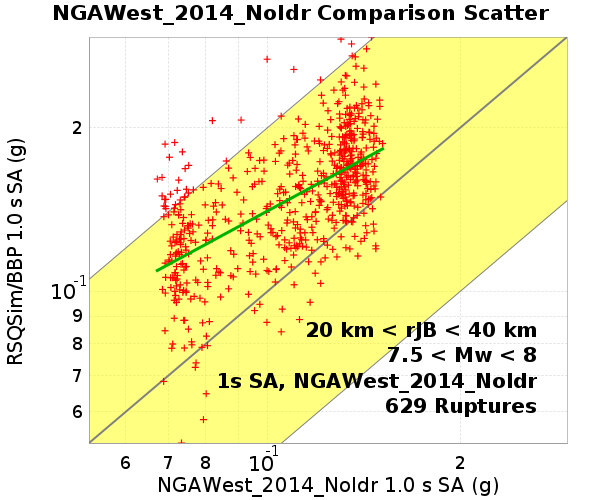 NGAWest_2014_NoIdr Comparison Scatter
RSQSim/BBP 1.0 s SA (g)
2
10-1
9
8
7
6
20 km < rJB < 40 km
7.5 < Mw < 8
1s SA, NGAWest_2014_NoIdr
629 Ruptures
6 7 8 10-1 2
NGAWest_2014_NoIdr 1.0 s SA (g)